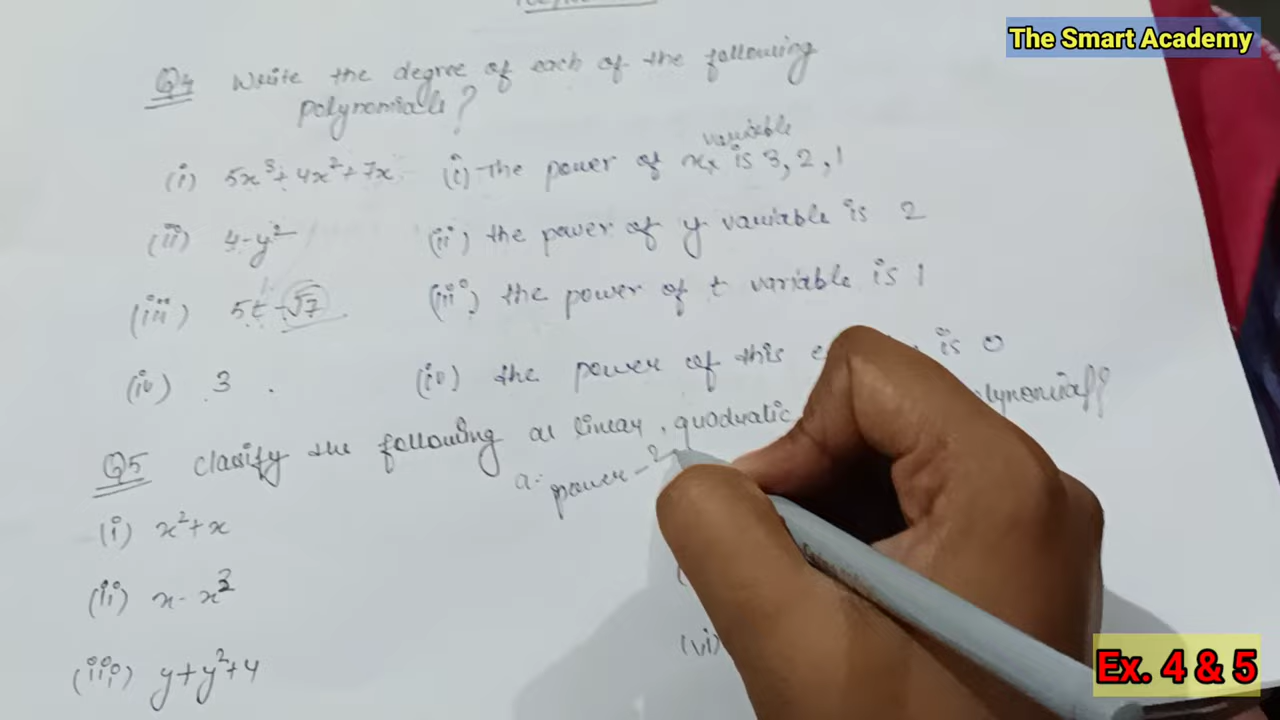 The Smart Academy
Q4 Write the degree of each of the following
polynomials?
variable
(i) 5x³+4x²+7x (i) The power of x is 3, 2, 1
(ii) 4-y² (ii) the power of y variable is 2
(iii) 5t-√7 (iii) the power of t variable is 1
(iv) 3 . (iv) the power of this is 0
Q5 Classify the following as linear, quadratic
a: power-2
(i) x²+x
(ii) x-x³
(vi)
(iii) y+y²+4
Ex. 4 & 5